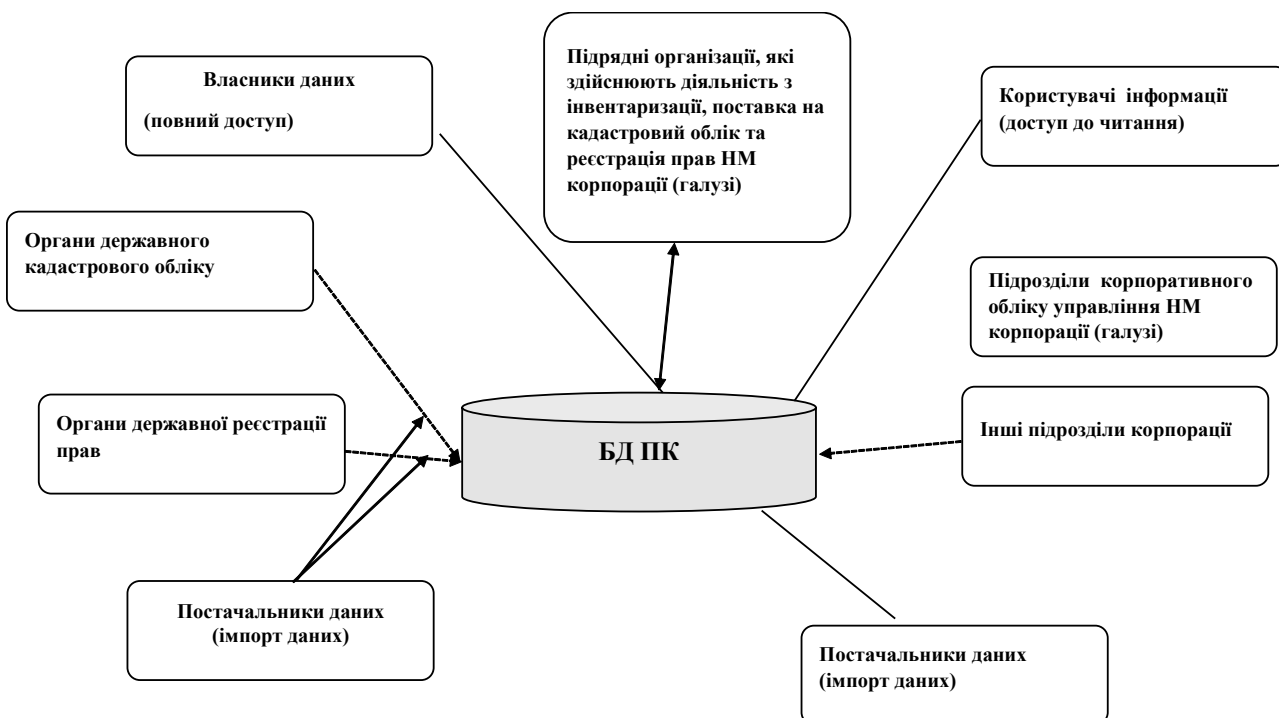 Власники даних
(повний доступ)
Підрядні організації, які
здійснюють діяльність з
інвентаризації, поставка на
кадастровий облік та
реєстрація прав НМ
корпорації (галузі)
Користувачі інформації
(доступ до читання)
Органи державного
кадастрового обліку
Підрозділи корпоративного
обліку управління НМ
корпорації (галузі)
Органи державної реєстрації
прав
БД ПК
Інші підрозділи корпорації
Постачальники даних
(імпорт даних)
Постачальники даних
(імпорт даних)